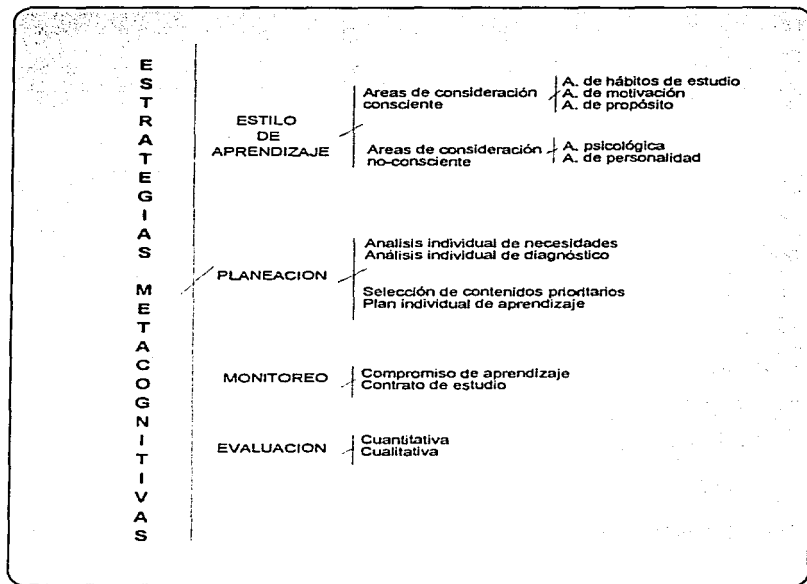 ESTRATEGIAS METACOGNITIVAS
ESTILO
DE
APRENDIZAJE
Areas de consideración
consciente
A. de hábitos de estudio
A. de motivación
A. de propósito
Areas de consideración
no-consciente
A. psicológica
A. de personalidad
PLANEACION
Analisis individual de necesidades
Análisis individual de diagnóstico
Selección de contenidos prioritarios
Plan individual de aprendizaje
MONITOREO
Compromiso de aprendizaje
Contrato de estudio
EVALUACION
Cuantitativa
Cualitativa